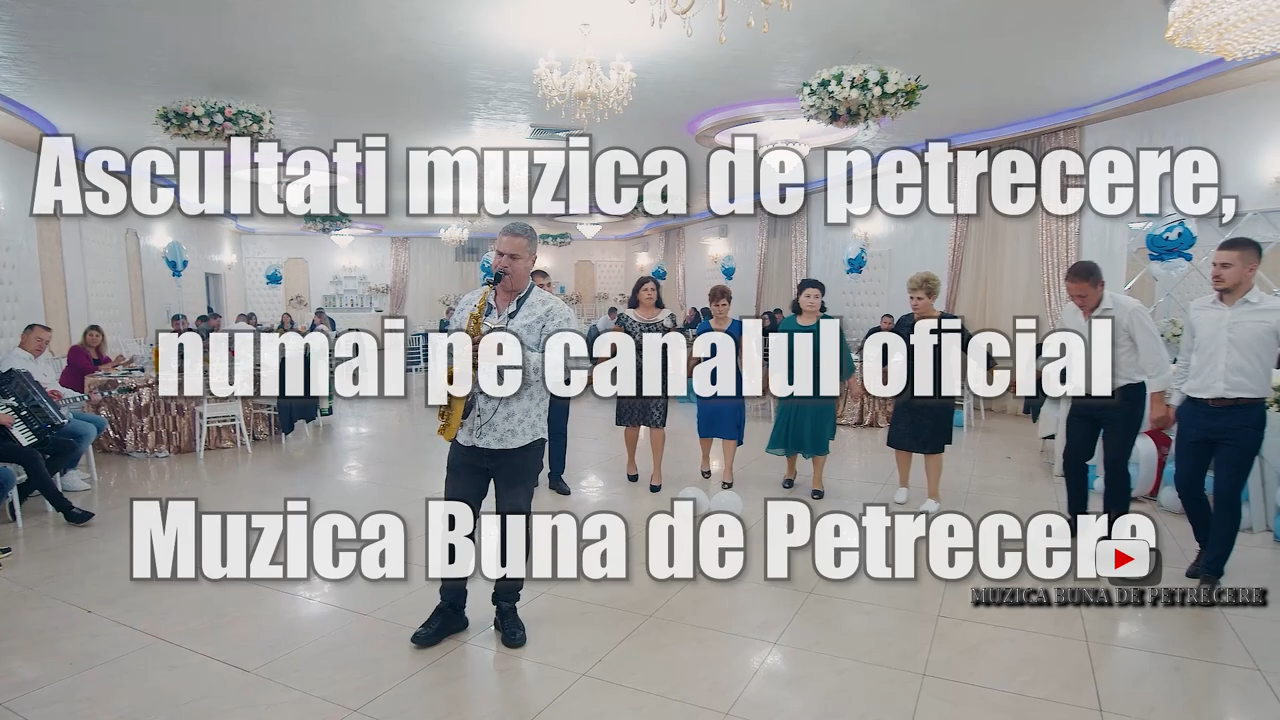 Ascultati muzica de petrecere,
numai pe canalul oficial
Muzica Buna de Petrecere
MUZICA BUNA DE PETRECERE